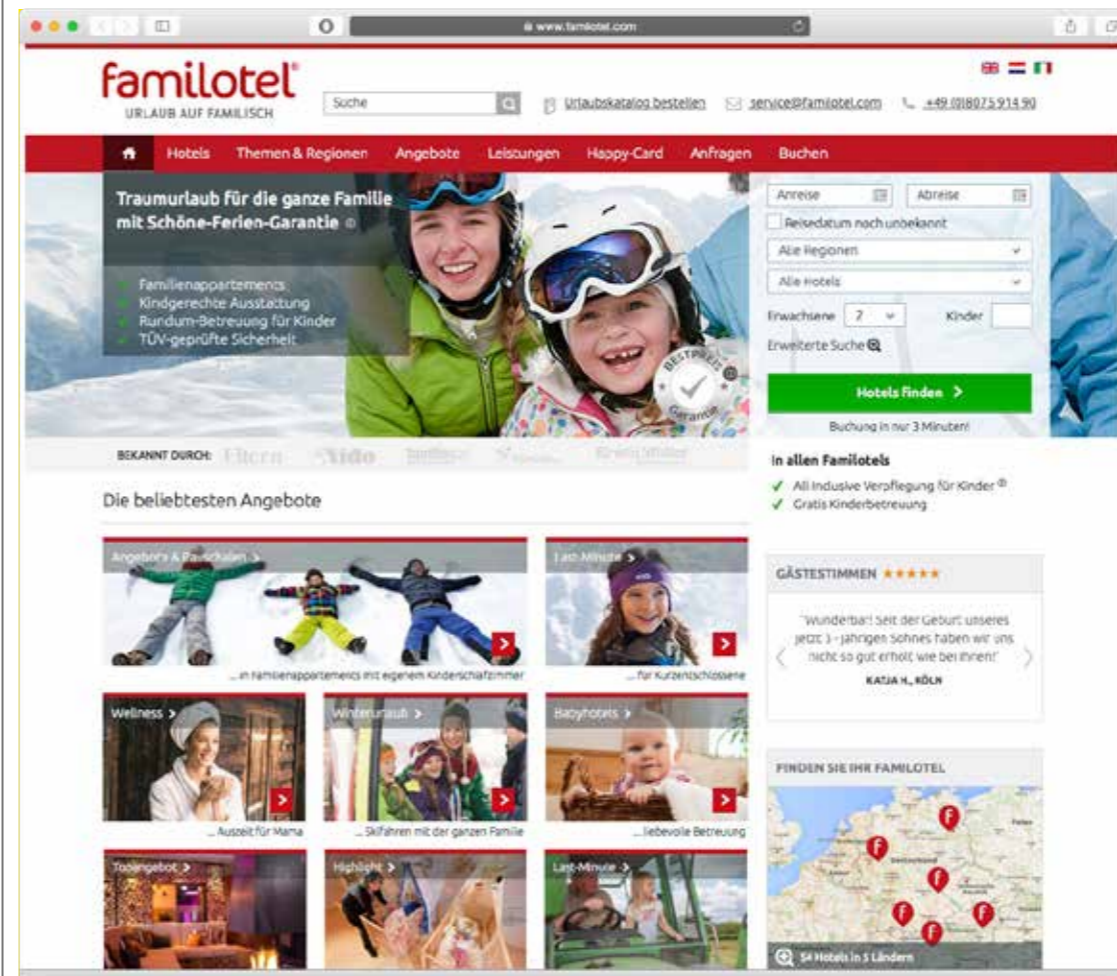 www.familotel.com
familotel®
URLAUB AUF FAMILISCH
Suche
Urlaubskatalog bestellen
service@familotel.com
+49 (0)8075 914 90
Hotels Themen & Regionen Angebote Leistungen Happy-Card Anfragen Buchen
Traumurlaub für die ganze Familie
mit Schöne-Ferien-Garantie
Familienappartements
Kindgerechte Ausstattung
Rundum-Betreuung für Kinder
TÜV-geprüfte Sicherheit
BESTPREIS
Garantie
Anreise Abreise
Reisedatum noch unbekannt
Alle Regionen
Alle Hotels
Erwachsene 2 Kinder
Erweiterte Suche
Hotels finden >
Buchung in nur 3 Minuten!
BEKANNT DURCH: Eltern
In allen Familotels
All Inclusive Verpflegung für Kinder
Gratis Kinderbetreuung
Die beliebtesten Angebote
Angebote & Pauschalen >
... in Familienappartements mit eigenem Kinderschlafzimmer
Last-Minute >
... für Kurzentschlossene
Wellness >
... Auszeit für Mama
Winterurlaub >
... Skifahren mit der ganzen Familie
Babyhotels >
... liebevolle Betreuung
Topangebot >
Highlight >
Last-Minute >
GÄSTESTIMMEN ★★★★★
"Wunderbar! Seit der Geburt unseres
jetzt 3 - jährigen Sohnes haben wir uns
nicht so gut erholt wie bei Ihnen!"
KATJA H., KÖLN
FINDEN SIE IHR FAMILOTEL
Deutschland
Polen
54 Hotels in 5 Ländern